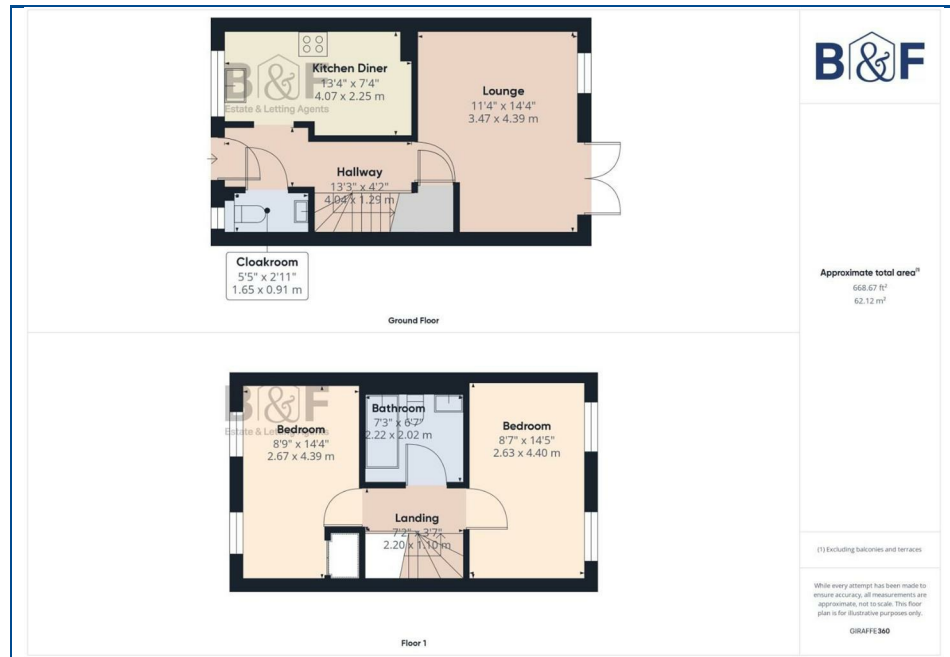 B&F
Estate & Letting Agents
Kitchen Diner
13'4" x 7'4"
4.07 x 2.25 m
Lounge
11'4" x 14'4"
3.47 x 4.39 m
Hallway
13'3" x 4'2"
4.04 x 1.29 m
Cloakroom
5'5" x 2'11"
1.65 x 0.91 m
Ground Floor
B&F
Estate & Letting Agents
Bedroom
8'9" x 14'4"
2.67 x 4.39 m
Bathroom
7'3" x 6'7"
2.22 x 2.02 m
Bedroom
8'7" x 14'5"
2.63 x 4.40 m
Landing
7'2" x 3'7"
2.20 x 1.10 m
Floor 1
B&F
Approximate total area(1)
668.67 ft²
62.12 m²
(1) Excluding balconies and terraces
While every attempt has been made to
ensure accuracy, all measurements are
approximate, not to scale. This floor
plan is for illustrative purposes only.
GIRAFFE360